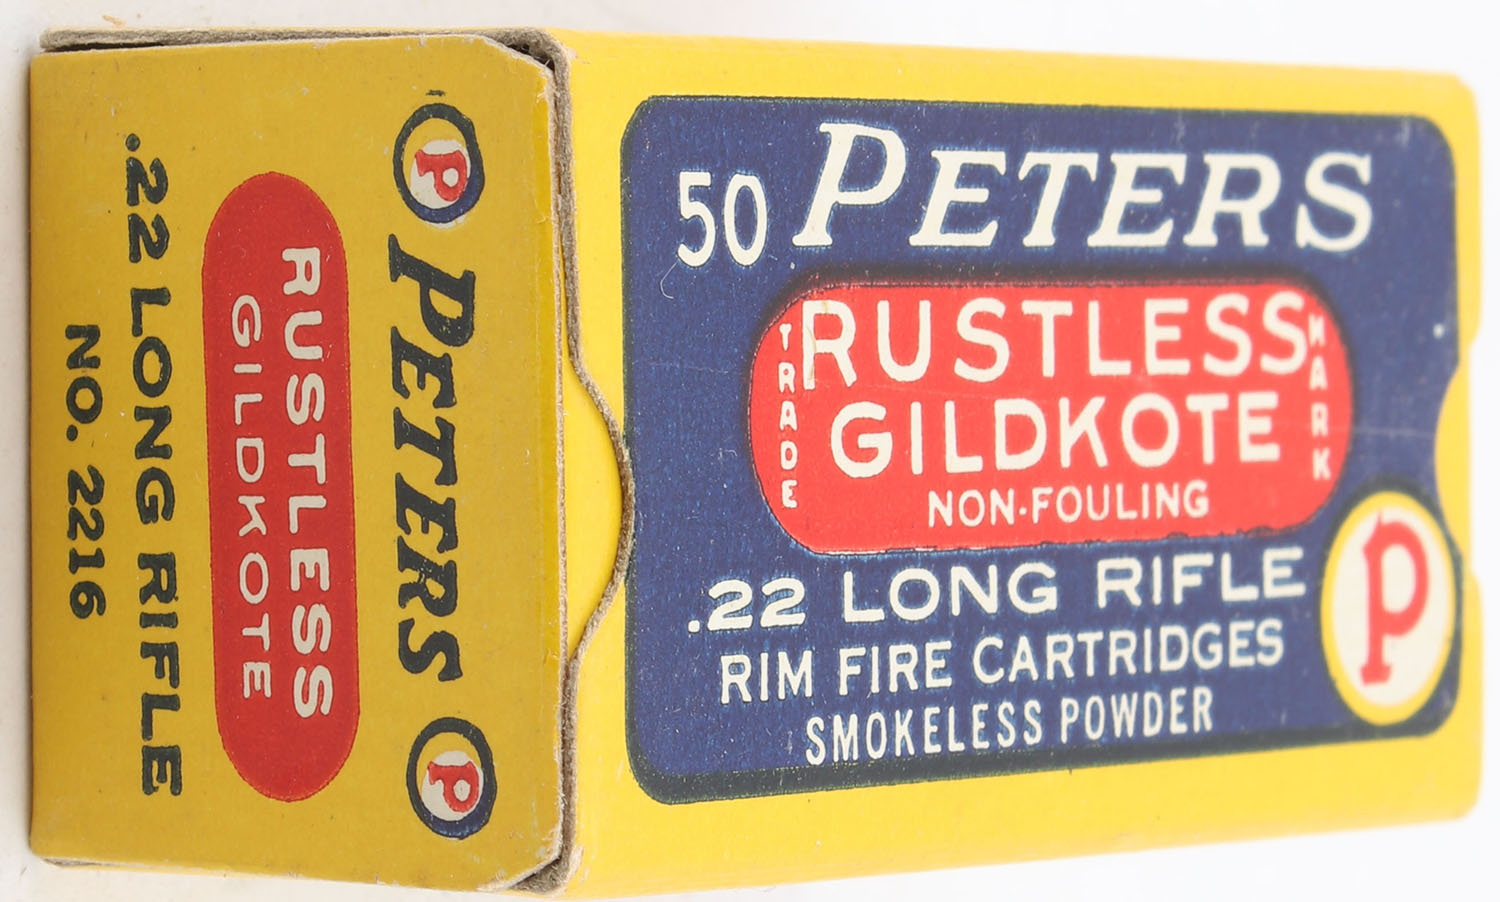 50 PETERS
TRADE
RUSTLESS
MARK
GILDKOTE
NON-FOULING
.22 LONG RIFLE
RIM FIRE CARTRIDGES
SMOKELESS POWDER
P
P PETERS P
RUSTLESS
GILDKOTE
.22 LONG RIFLE
NO. 2216